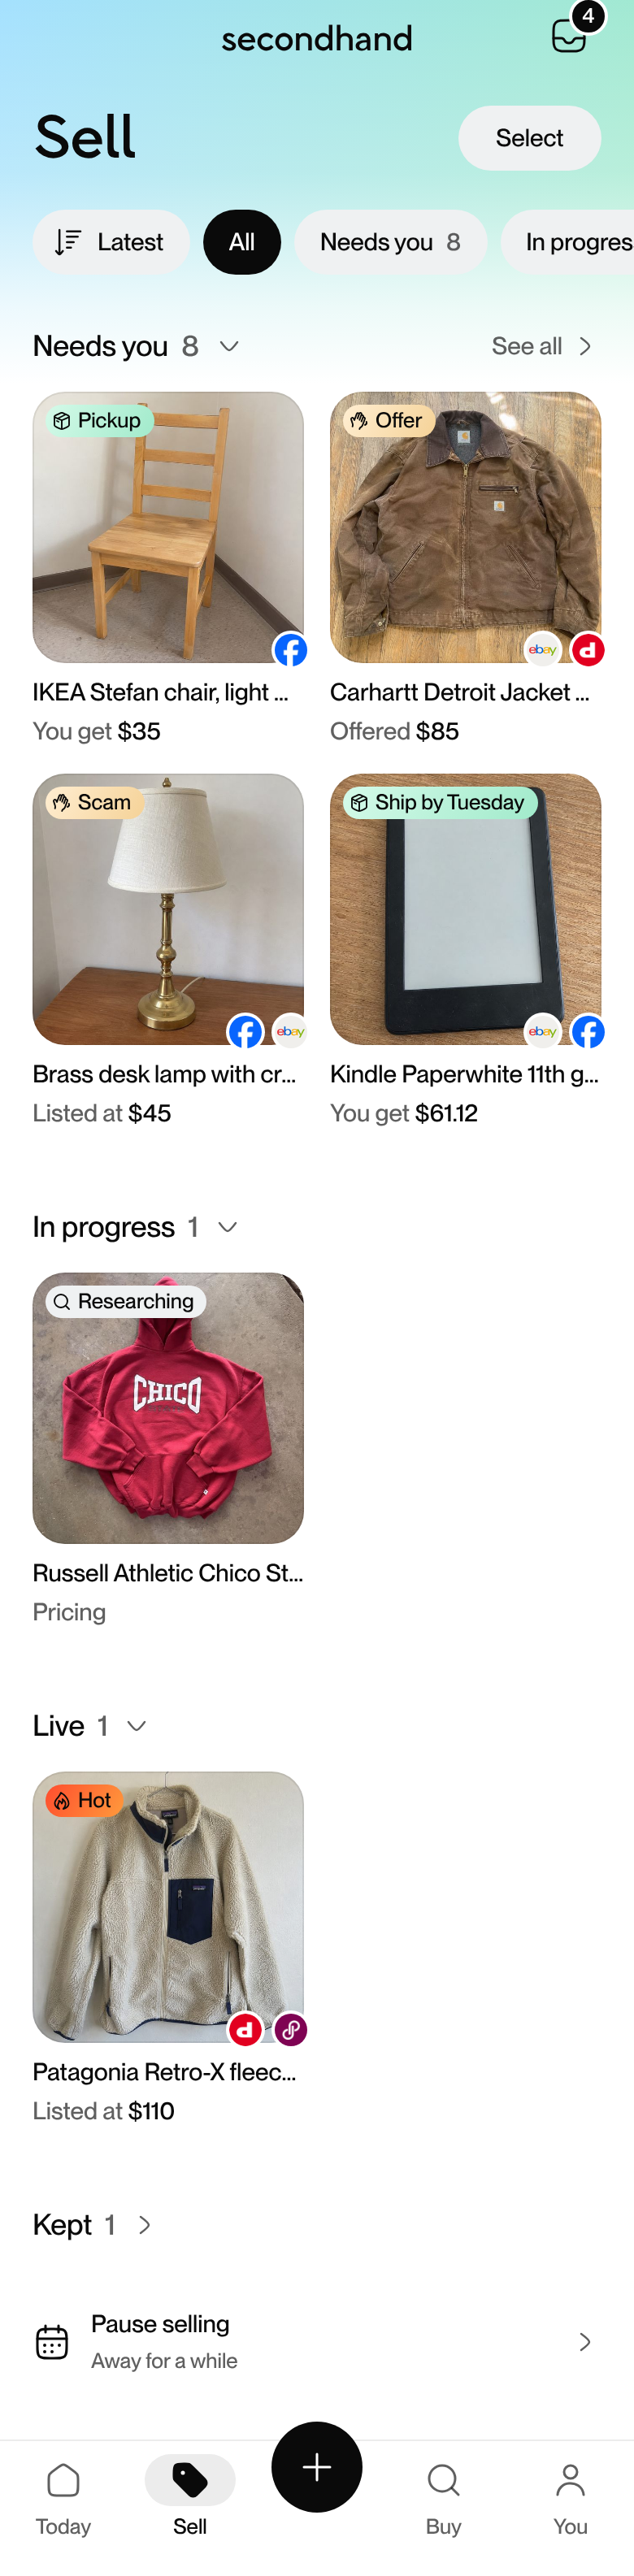 secondhand
4
Sell
Select
Latest
All
Needs you 8
In progres
Needs you 8
See all
Pickup
Offer
ebay
IKEA Stefan chair, light ...
Carhartt Detroit Jacket ...
You get $35
Offered $85
Scam
Ship by Tuesday
ebay
ebay
Brass desk lamp with cr...
Kindle Paperwhite 11th g...
Listed at $45
You get $61.12
In progress 1
Researching
CHICO
Russell Athletic Chico St...
Pricing
Live 1
Hot
Patagonia Retro-X fleec...
Listed at $110
Kept 1
Pause selling
Away for a while
Today
Sell
Buy
You